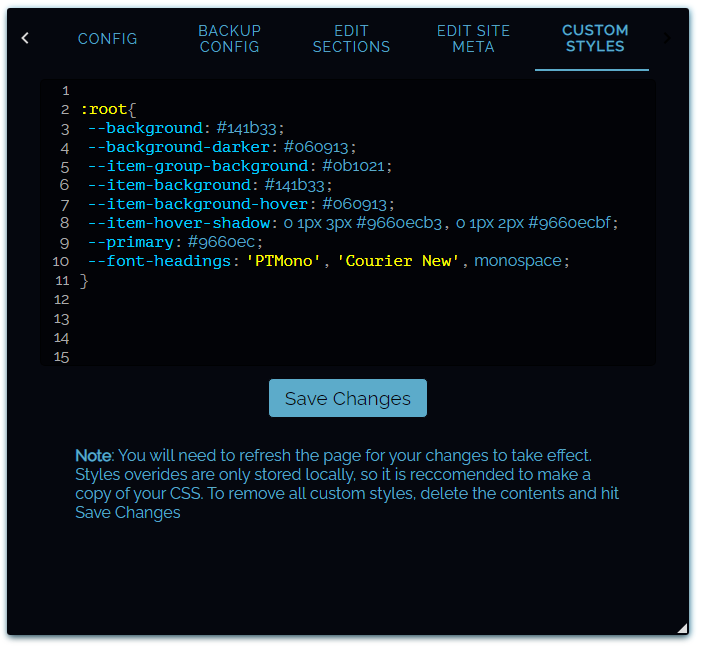 CONFIG
BACKUP
CONFIG
EDIT
SECTIONS
EDIT SITE
META
CUSTOM
STYLES
1
2 :root{
3 --background: #141b33;
4 --background-darker: #060913;
5 --item-group-background: #0b1021;
6 --item-background: #141b33;
7 --item-background-hover: #060913;
8 --item-hover-shadow: 0 1px 3px #9660ecb3, 0 1px 2px #9660ecbf;
9 --primary: #9660ec;
10 --font-headings: 'PTMono', 'Courier New', monospace;
11 }
12
13
14
15
Save Changes
Note: You will need to refresh the page for your changes to take effect.
Styles overides are only stored locally, so it is reccomended to make a
copy of your CSS. To remove all custom styles, delete the contents and hit
Save Changes